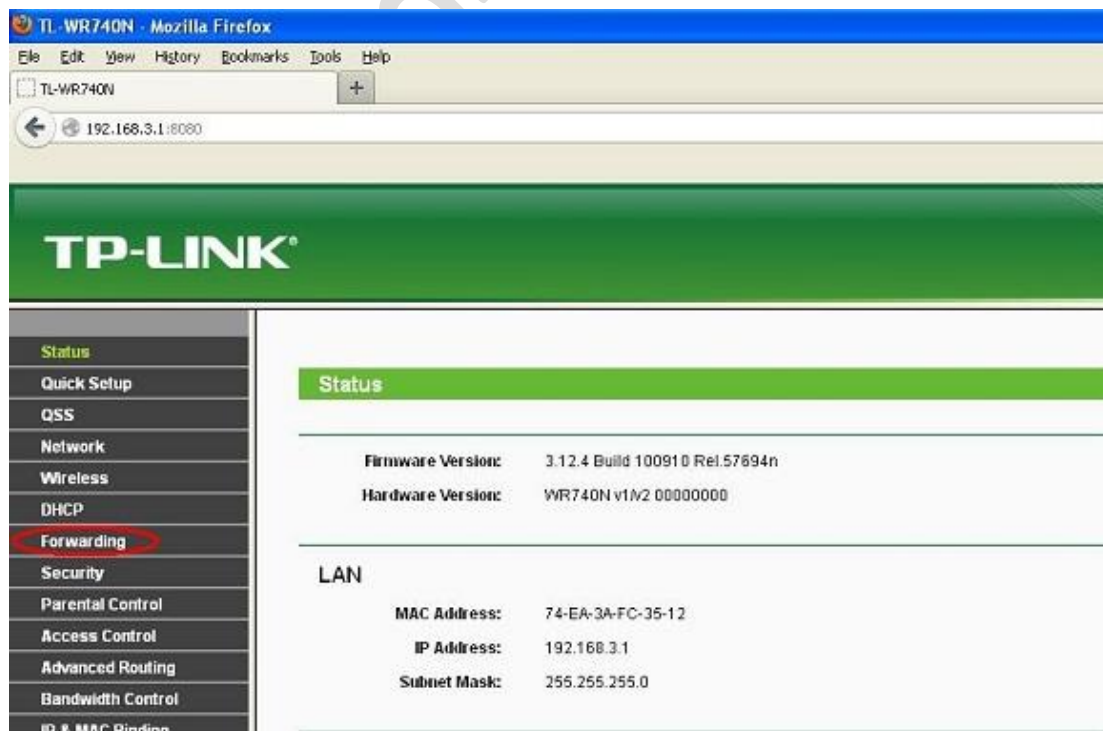 TL-WR740N - Mozilla Firefox
File Edit View History Bookmarks Tools Help
TL-WR740N +
192.168.3.1:8080
TP-LINK®
Status
Quick Setup
QSS
Network
Wireless
DHCP
Forwarding
Security
Parental Control
Access Control
Advanced Routing
Bandwidth Control
IP & MAC Binding
Status
Firmware Version: 3.12.4 Build 100910 Rel.57694n
Hardware Version: WR740N v1/v2 00000000
LAN
MAC Address: 74-EA-3A-FC-35-12
IP Address: 192.168.3.1
Subnet Mask: 255.255.255.0